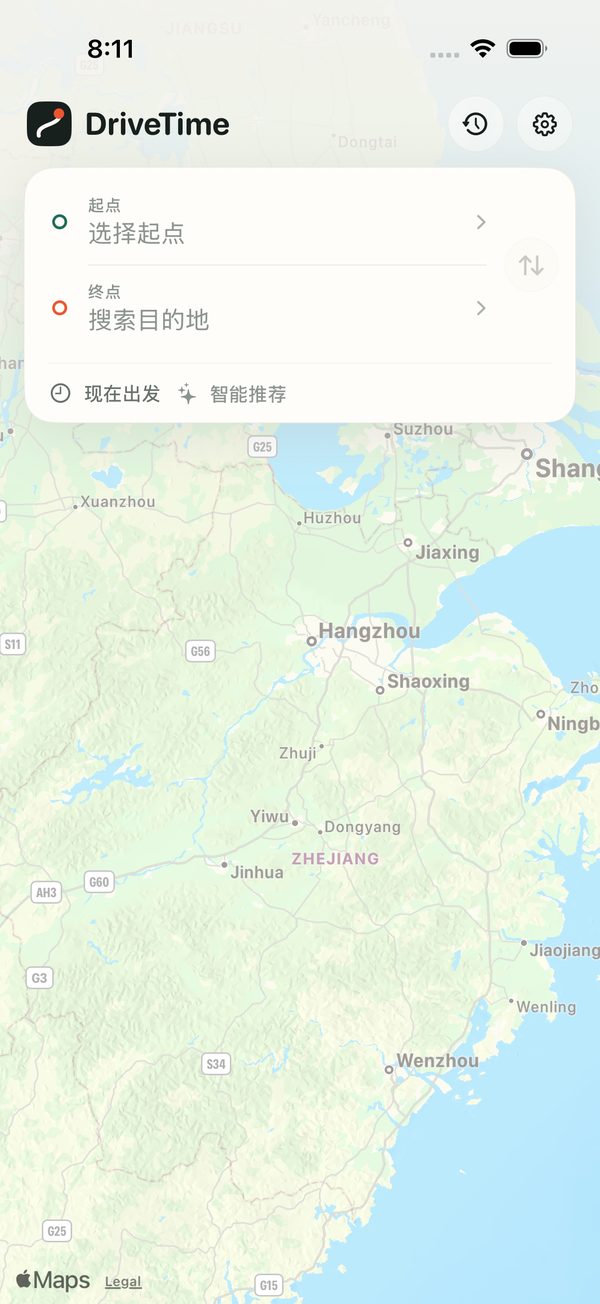 8:11
JIANGSU
Yancheng
G25
DriveTime
Dongtai
起点
选择起点
终点
搜索目的地
现在出发 智能推荐
Suzhou
G25
Shang
Xuanzhou
Huzhou
Jiaxing
Hangzhou
S11
G56
Shaoxing
Zho
Ningb
Zhuji
Yiwu
Dongyang
ZHEJIANG
Jinhua
G60
AH3
Jiaojiang
G3
Wenling
Wenzhou
S34
G25
Maps Legal
G15